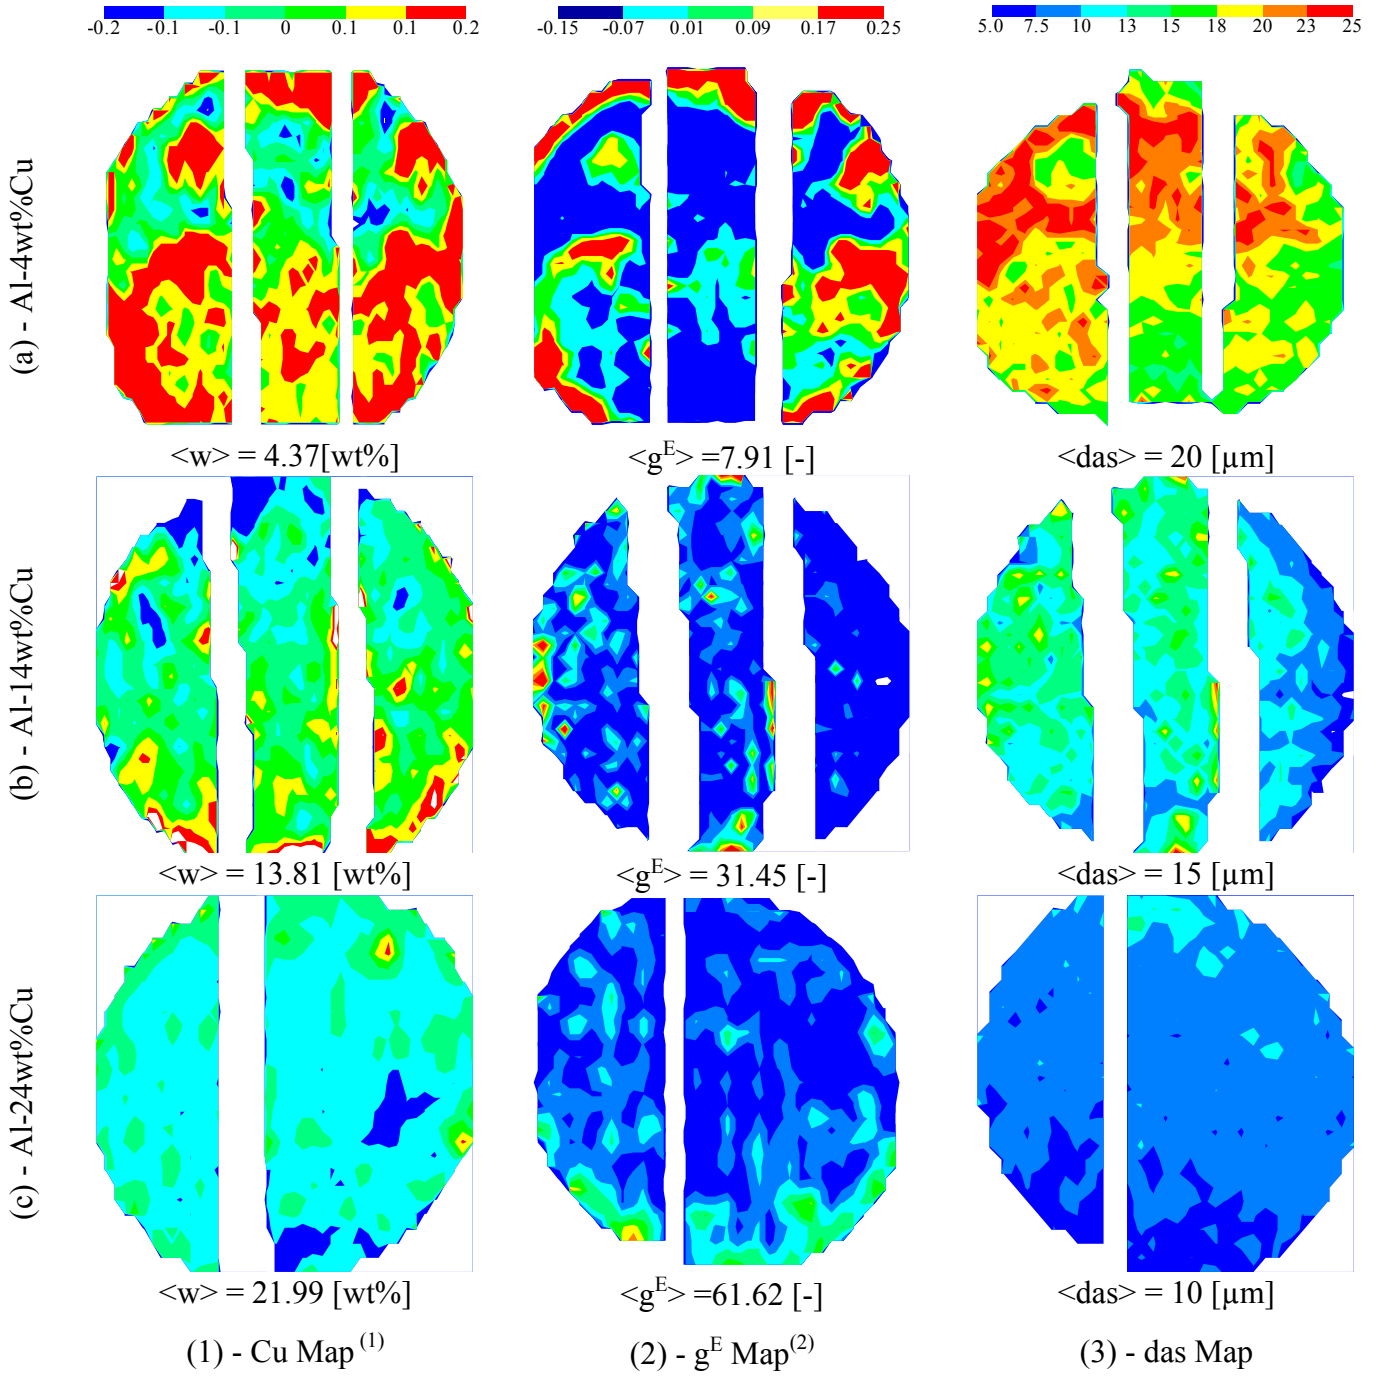 -0.2 -0.1 -0.1 0 0.1 0.1 0.2
-0.15 -0.07 0.01 0.09 0.17 0.25
5.0 7.5 10 13 15 18 20 23 25
(a) - Al-4wt%Cu
<w> = 4.37[wt%]
<g^E> =7.91 [-]
<das> = 20 [µm]
(b) - Al-14wt%Cu
<w> = 13.81 [wt%]
<g^E> = 31.45 [-]
<das> = 15 [µm]
(c) - Al-24wt%Cu
<w> = 21.99 [wt%]
<g^E> =61.62 [-]
<das> = 10 [µm]
(1) - Cu Map (1)
(2) - g^E Map(2)
(3) - das Map